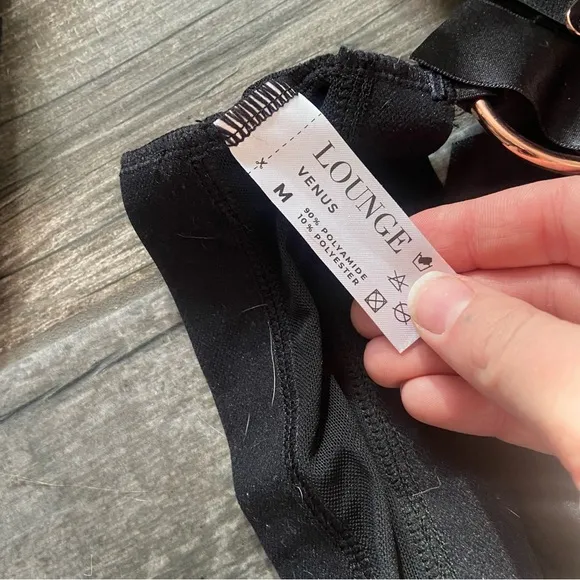 LOUNGE
VENUS
M
90% POLYAMIDE
10% POLYESTER